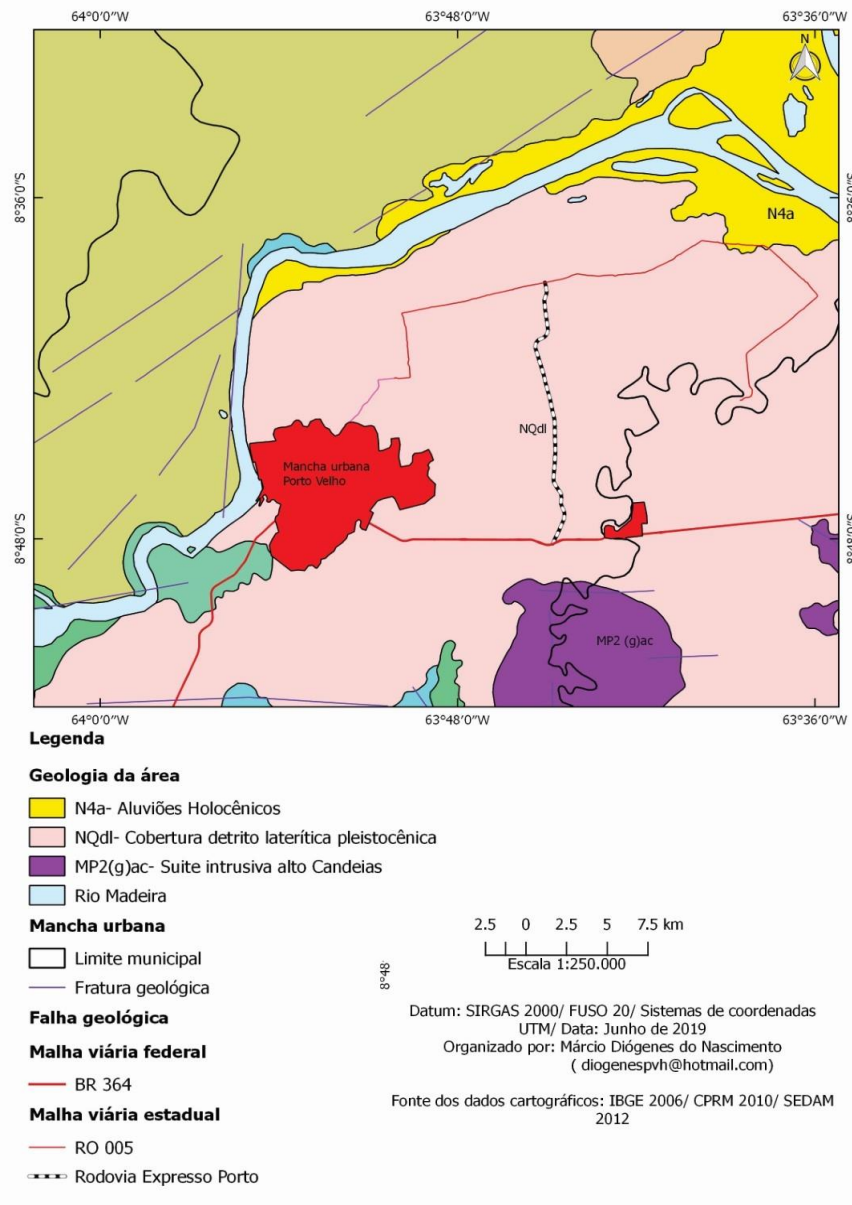 64°0'0"W 63°48'0"W 63°36'0"W
N
8°36'0"S 8°36'0"S
N4a
NQdl
Mancha urbana
Porto Velho
8°48'0"S 8°48'0"S
MP2 (g)ac
64°0'0"W 63°48'0"W 63°36'0"W
Legenda
Geologia da área
N4a- Aluviões Holocênicos
NQdl- Cobertura detrito laterítica pleistocênica
MP2(g)ac- Suite intrusiva alto Candeias
Rio Madeira
Mancha urbana
Limite municipal
Fratura geológica
Falha geológica
Malha viária federal
BR 364
Malha viária estadual
RO 005
Rodovia Expresso Porto
2.5 0 2.5 5 7.5 km
Escala 1:250.000
8°48'
Datum: SIRGAS 2000/ FUSO 20/ Sistemas de coordenadas
UTM/ Data: Junho de 2019
Organizado por: Márcio Diógenes do Nascimento
( diogenespvh@hotmail.com)
Fonte dos dados cartográficos: IBGE 2006/ CPRM 2010/ SEDAM
2012